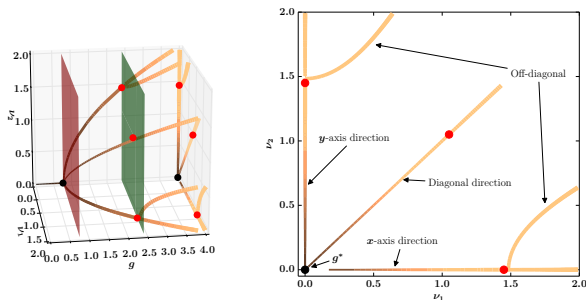 2.0
1.5
1.0
0.5
0.0
ν₂
0.0
0.5
1.0
1.5
2.0
ν₁
0.0 0.5 1.0 1.5 2.0 2.5 3.0 3.5 4.0
g
2.0
1.5
1.0
0.5
0.0
ν₂
Off-diagonal
y-axis direction
Diagonal direction
x-axis direction
g*
0.0 0.5 1.0 1.5 2.0
ν₁